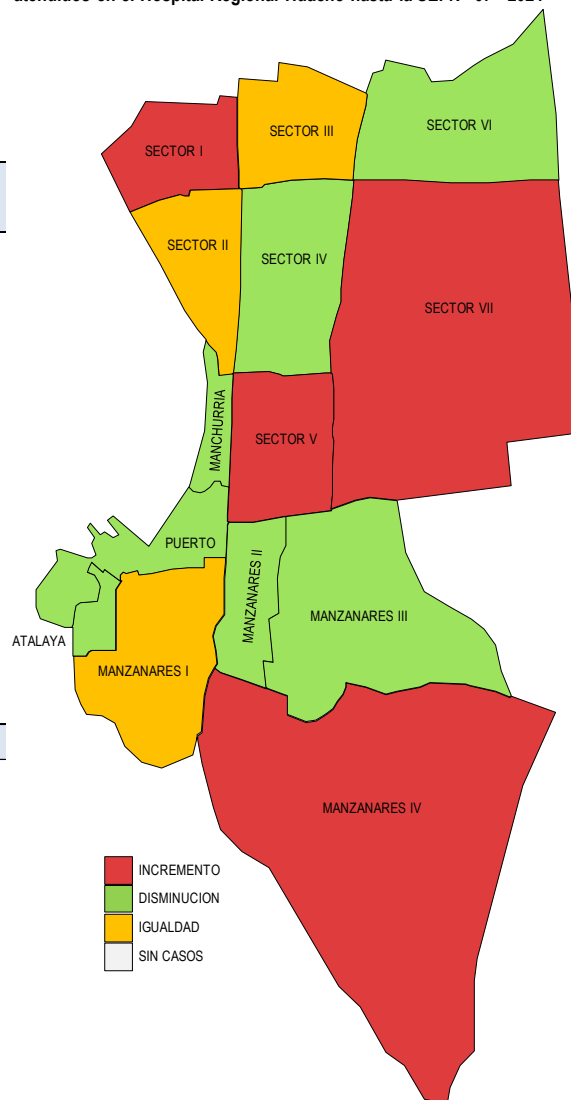 SECTOR VI
SECTOR III
SECTOR I
SECTOR II
SECTOR IV
SECTOR VII
MANCHURRIA
SECTOR V
PUERTO
MANZANARES II
MANZANARES III
ATALAYA
MANZANARES I
MANZANARES IV
INCREMENTO
DISMINUCION
IGUALDAD
SIN CASOS